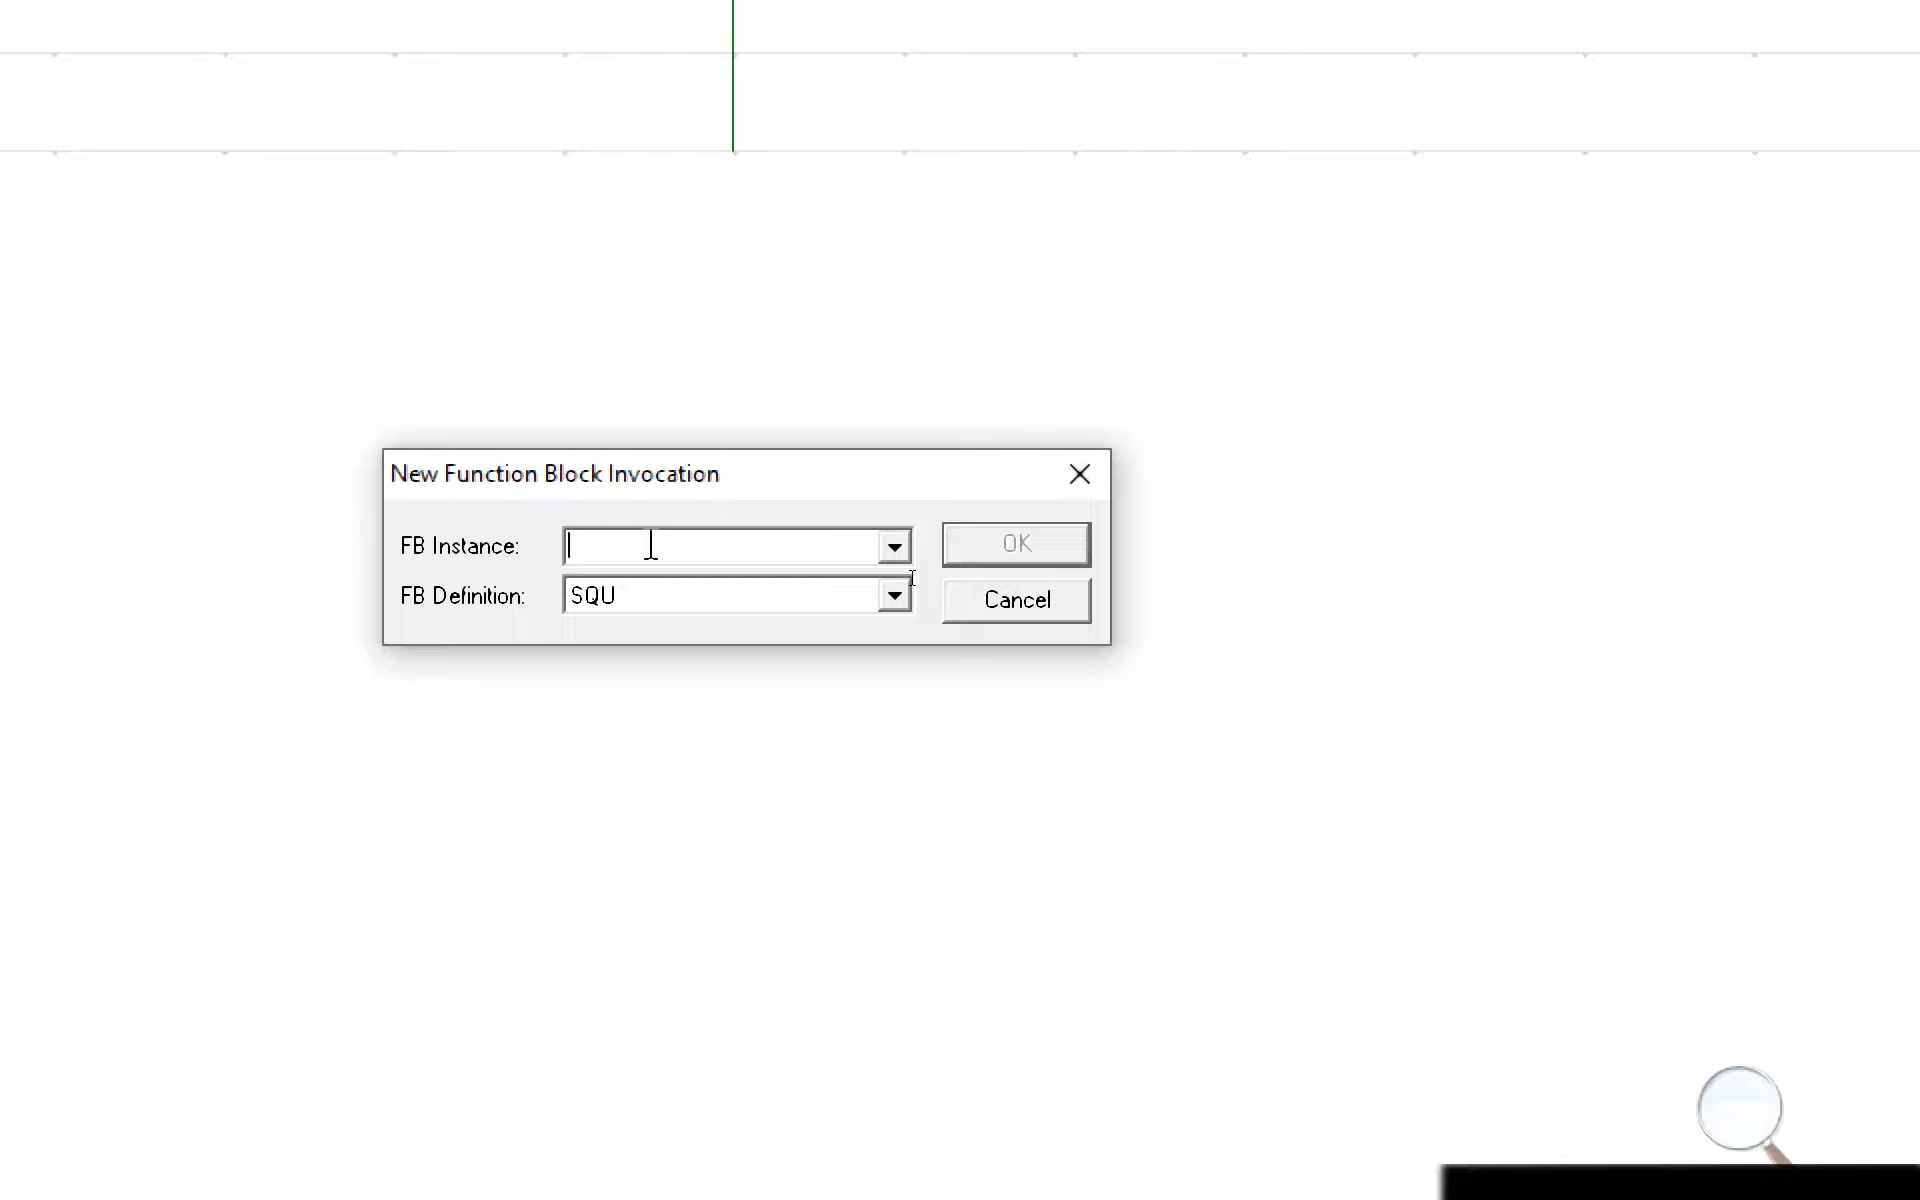 New Function Block Invocation
FB Instance:
OK
FB Definition: SQU
Cancel